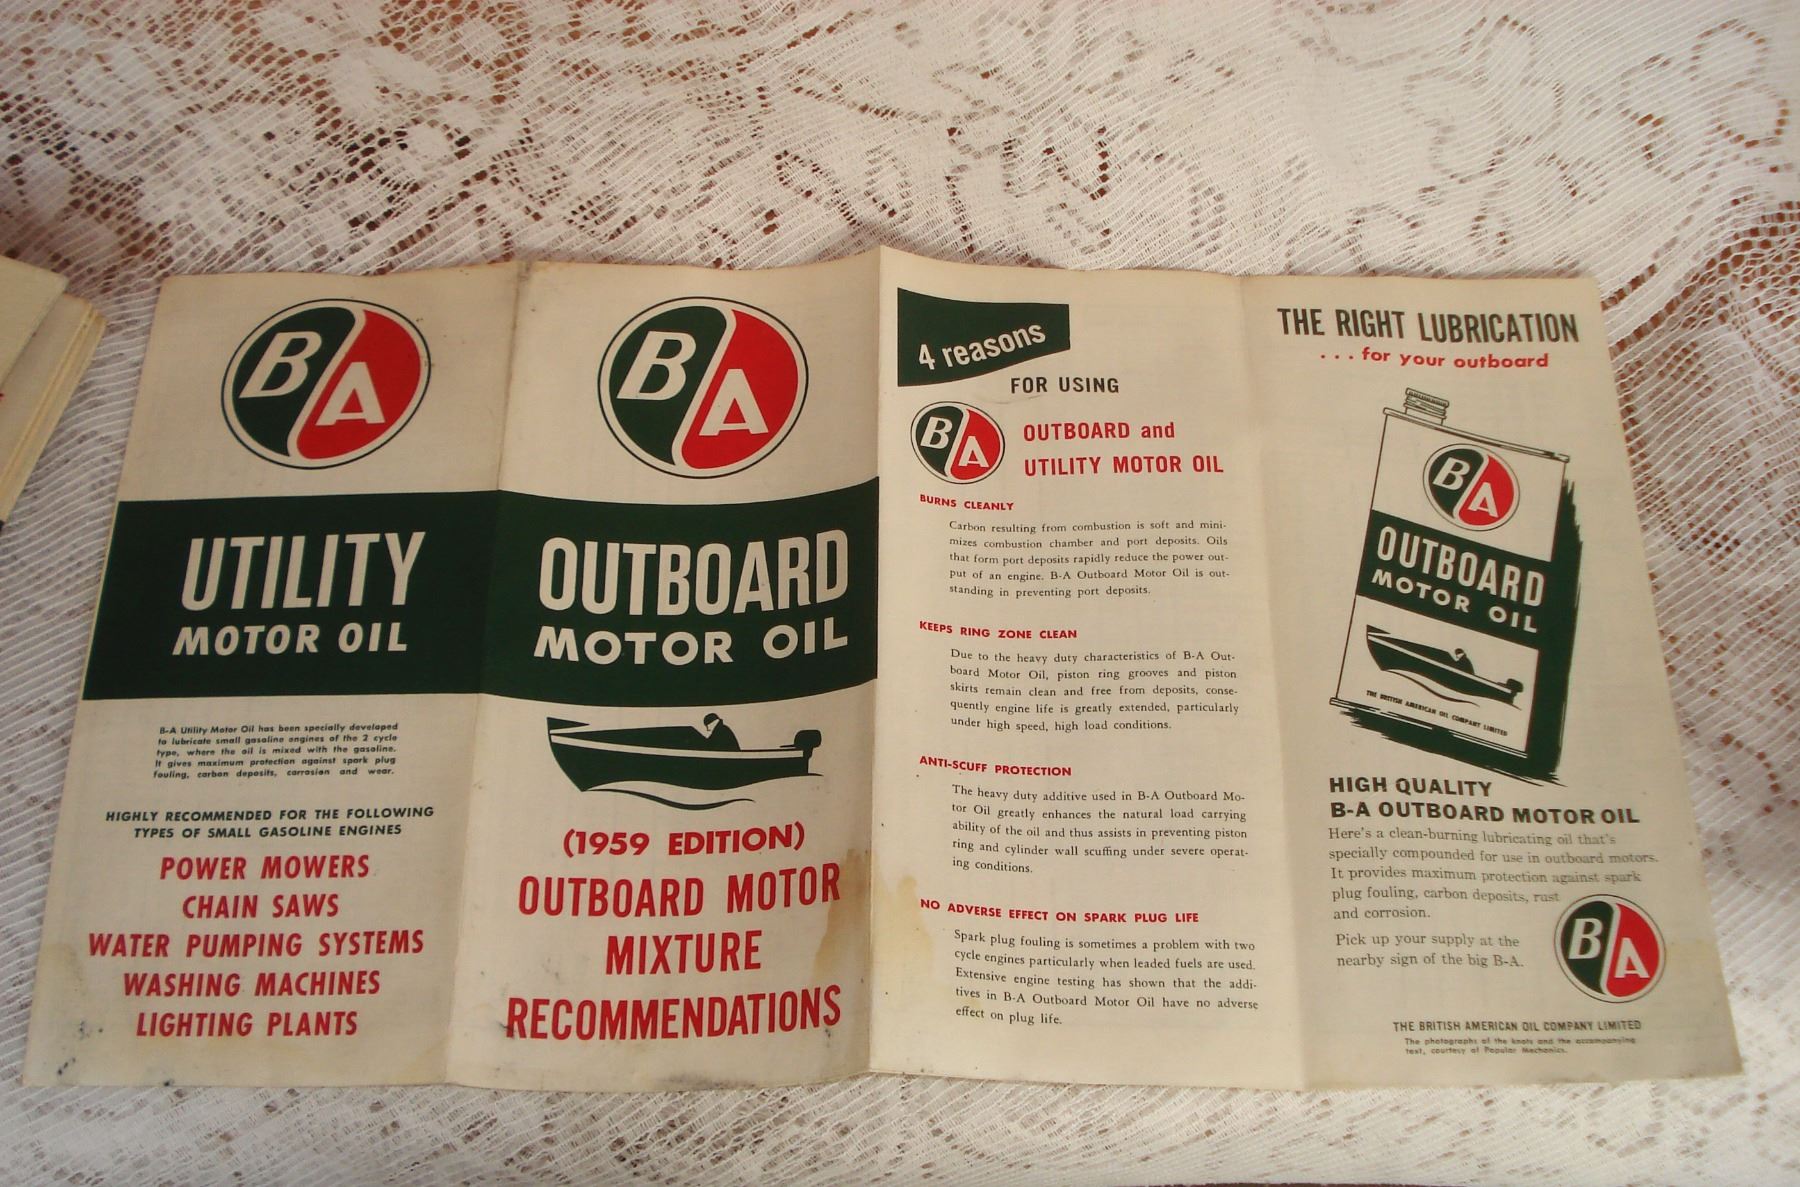 BA
UTILITY
MOTOR OIL
B-A Utility Motor Oil has been specially developed
to lubricate small gasoline engines of the 2 cycle
type, where the oil is mixed with the gasoline.
It gives maximum protection against spark plug
fouling, carbon deposits, corrosion and wear.
HIGHLY RECOMMENDED FOR THE FOLLOWING
TYPES OF SMALL GASOLINE ENGINES
POWER MOWERS
CHAIN SAWS
WATER PUMPING SYSTEMS
WASHING MACHINES
LIGHTING PLANTS
BA
OUTBOARD
MOTOR OIL
(1959 EDITION)
OUTBOARD MOTOR
MIXTURE
RECOMMENDATIONS
4 reasons
FOR USING
BA
OUTBOARD and
UTILITY MOTOR OIL
BURNS CLEANLY
Carbon resulting from combustion is soft and mini-
mizes combustion chamber and port deposits. Oils
that form port deposits rapidly reduce the power out-
put of an engine. B-A Outboard Motor Oil is out-
standing in preventing port deposits.
KEEPS RING ZONE CLEAN
Due to the heavy duty characteristics of B-A Out-
board Motor Oil, piston ring grooves and piston
skirts remain clean and free from deposits, conse-
quently engine life is greatly extended, particularly
under high speed, high load conditions.
ANTI-SCUFF PROTECTION
The heavy duty additive used in B-A Outboard Mo-
tor Oil greatly enhances the natural load carrying
ability of the oil and thus assists in preventing piston
ring and cylinder wall scuffing under severe operat-
ing conditions.
NO ADVERSE EFFECT ON SPARK PLUG LIFE
Spark plug fouling is sometimes a problem with two
cycle engines particularly when leaded fuels are used.
Extensive engine testing has shown that the addi-
tives in B-A Outboard Motor Oil have no adverse
effect on plug life.
THE RIGHT LUBRICATION
...for your outboard
BA
OUTBOARD
MOTOR OIL
THE BRITISH AMERICAN OIL COMPANY LIMITED
HIGH QUALITY
B-A OUTBOARD MOTOR OIL
Here's a clean-burning lubricating oil that's
specially compounded for use in outboard motors.
It provides maximum protection against spark
plug fouling, carbon deposits, rust
and corrosion.
Pick up your supply at the
nearby sign of the big B-A.
BA
THE BRITISH AMERICAN OIL COMPANY LIMITED
The photographs of the knots and the accompanying
text, courtesy of Popular Mechanics.